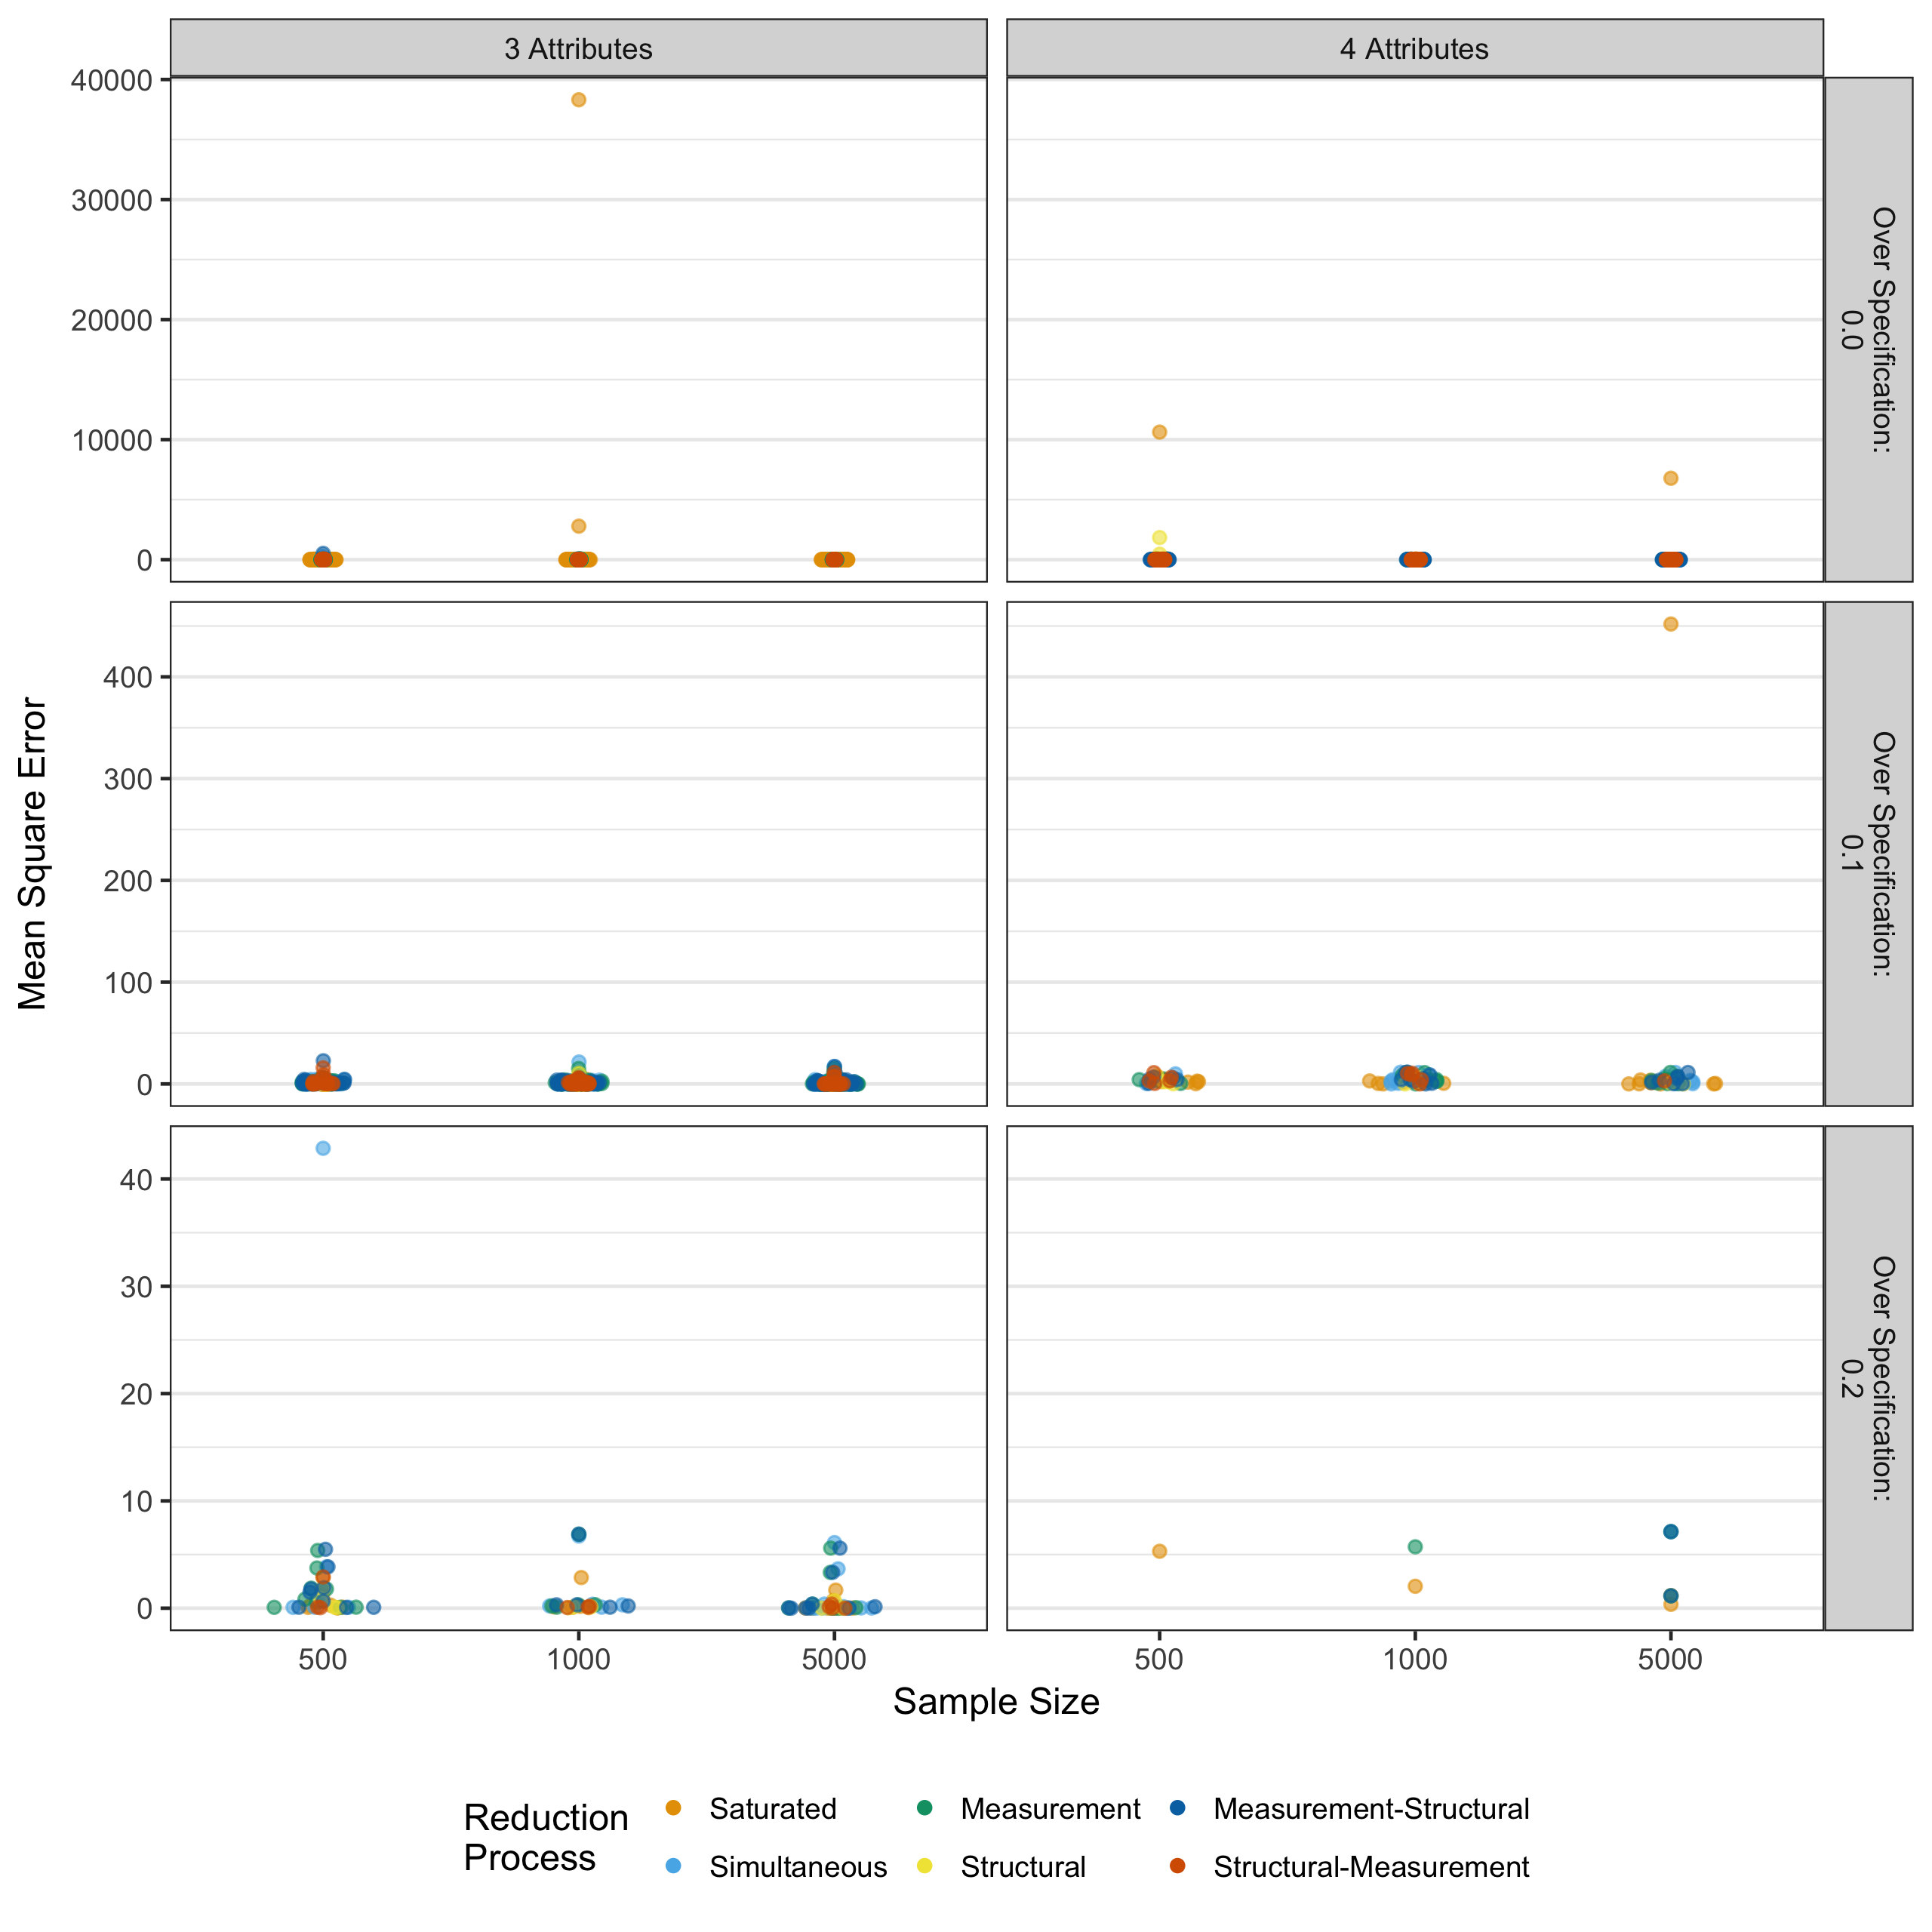 3 Attributes
4 Attributes
40000
30000
20000
10000
0
Over Specification:
0.0
400
300
200
100
0
Over Specification:
0.1
40
30
20
10
0
Over Specification:
0.2
Mean Square Error
500 1000 5000
500 1000 5000
Sample Size
Reduction
Process
Saturated
Measurement
Measurement-Structural
Simultaneous
Structural
Structural-Measurement